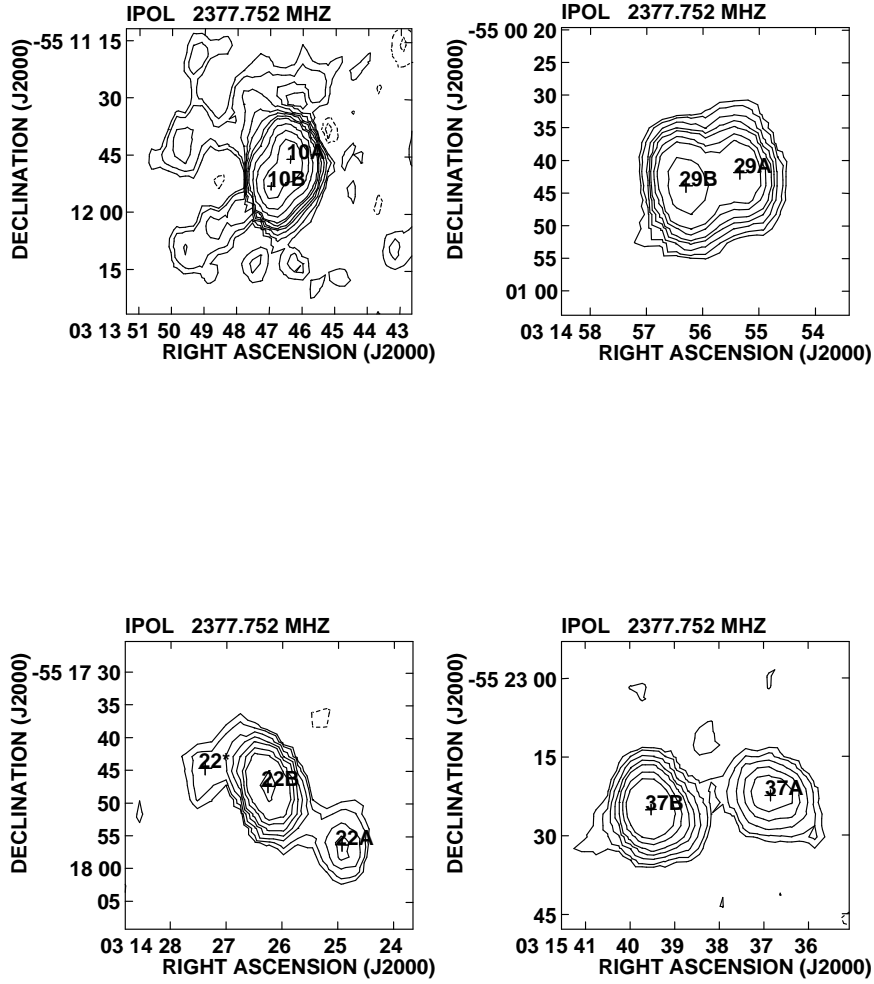 IPOL 2377.752 MHZ
DECLINATION (J2000)
-55 11 15
30
45
12 00
15
10A
10B
03 13 51 50 49 48 47 46 45 44 43
RIGHT ASCENSION (J2000)
IPOL 2377.752 MHZ
DECLINATION (J2000)
-55 00 20
25
30
35
40
45
50
55
01 00
29A
29B
03 14 58 57 56 55 54
RIGHT ASCENSION (J2000)
IPOL 2377.752 MHZ
DECLINATION (J2000)
-55 17 30
35
40
45
50
55
18 00
05
22*
22B
22A
03 14 28 27 26 25 24
RIGHT ASCENSION (J2000)
IPOL 2377.752 MHZ
DECLINATION (J2000)
-55 23 00
15
30
45
37A
37B
03 15 41 40 39 38 37 36
RIGHT ASCENSION (J2000)